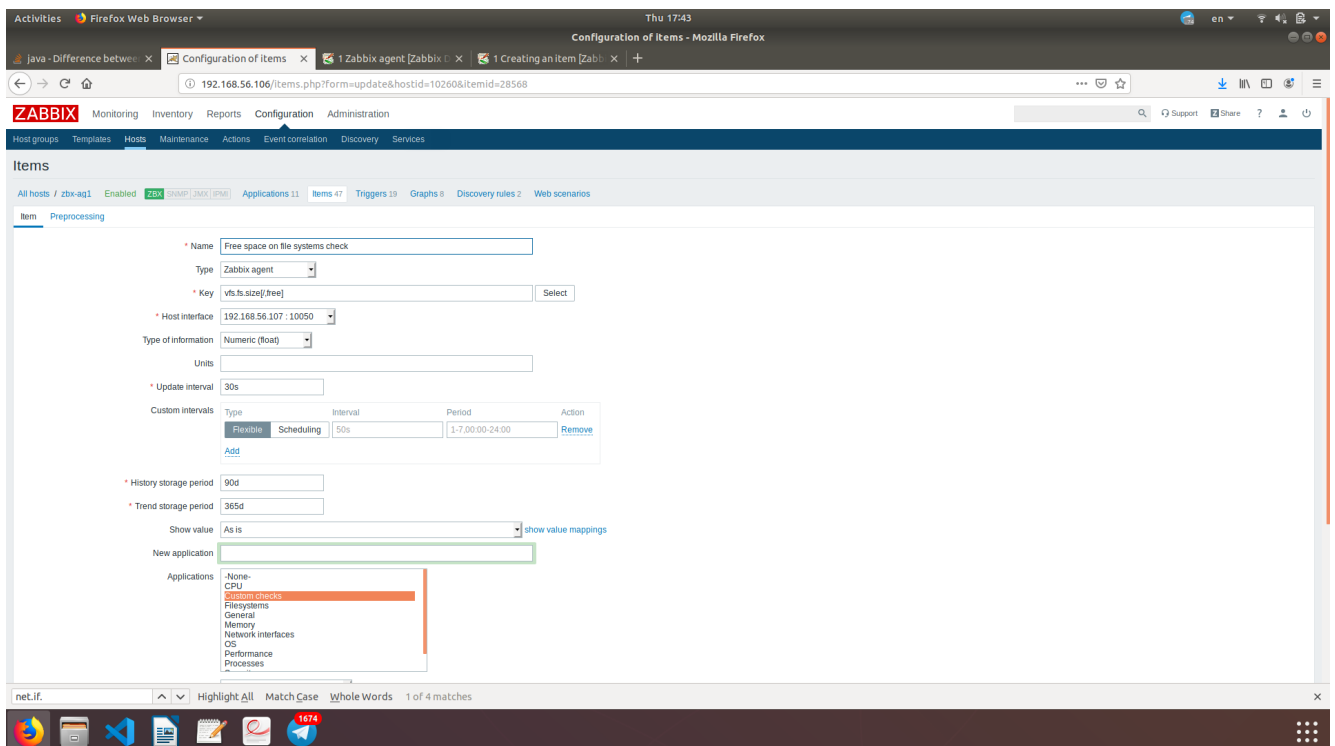 Activities Firefox Web Browser Thu 17:43 en
Configuration of items - Mozilla Firefox
java - Difference betwee Configuration of items 1 Zabbix agent [Zabbix D 1 Creating an item [Zabb
192.168.56.106/items.php?form=update&hostid=10260&itemid=28568
ZABBIX Monitoring Inventory Reports Configuration Administration Support Z Share ?
Host groups Templates Hosts Maintenance Actions Event correlation Discovery Services
Items
All hosts / zbx-ag1 Enabled ZBX SNMP JMX IPMI Applications 11 Items 47 Triggers 19 Graphs 8 Discovery rules 2 Web scenarios
Item Preprocessing
* Name Free space on file systems check
Type Zabbix agent
* Key vfs.fs.size[/,free] Select
* Host interface 192.168.56.107 : 10050
Type of information Numeric (float)
Units
* Update interval 30s
Custom intervals Type Interval Period Action
Flexible Scheduling 50s 1-7,00:00-24:00 Remove
Add
* History storage period 90d
* Trend storage period 365d
Show value As is show value mappings
New application
Applications -None-
CPU
Custom checks
Filesystems
General
Memory
Network interfaces
OS
Performance
Processes
net.if. Highlight All Match Case Whole Words 1 of 4 matches
1674